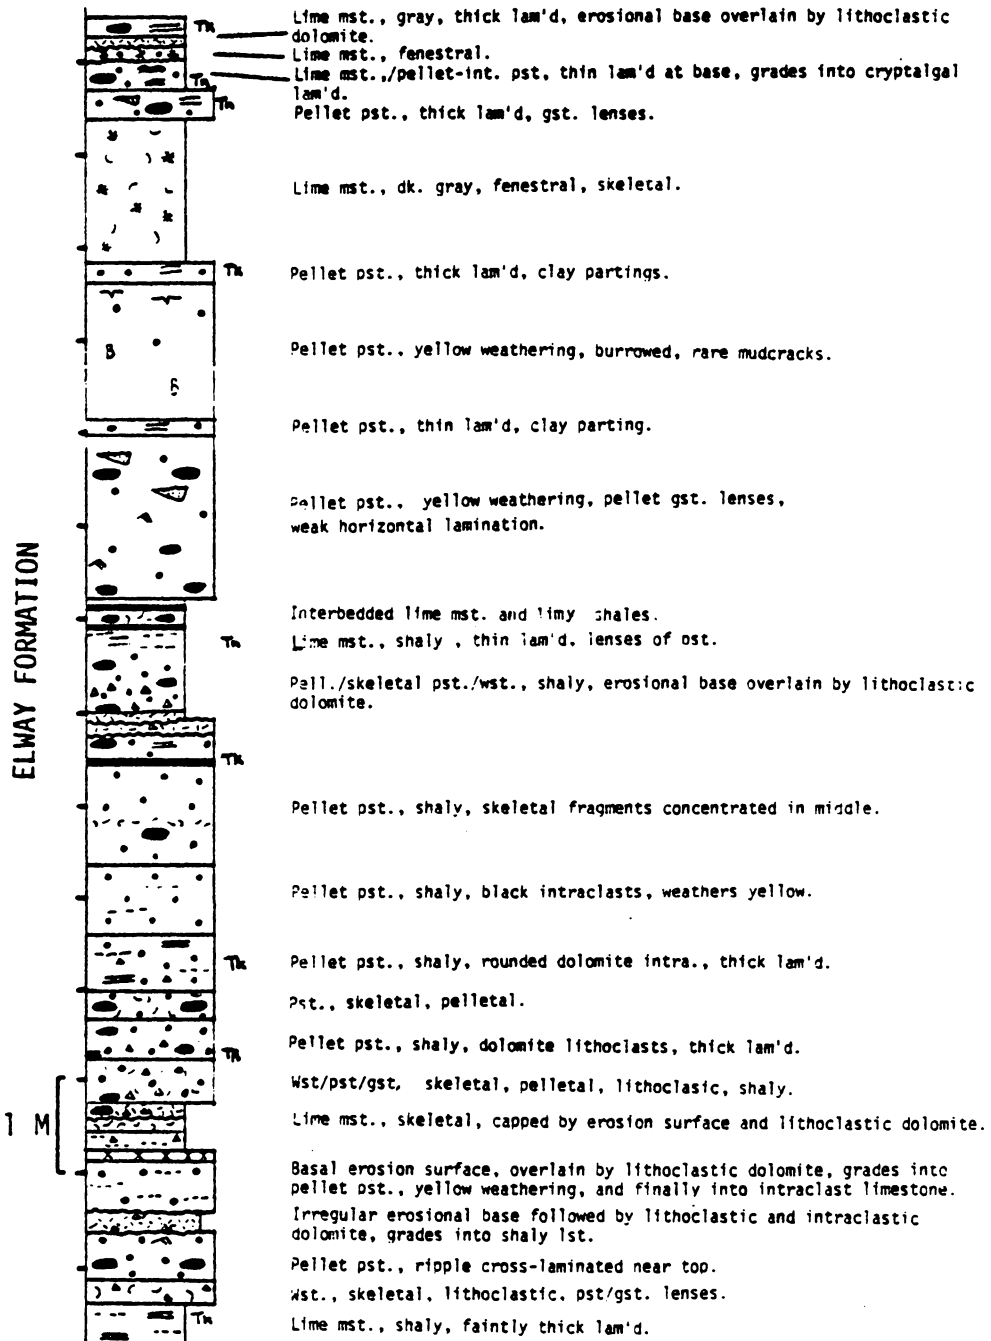 Lime mst., gray, thick lam'd, erosional base overlain by lithoclastic
dolomite.
Lime mst., fenestral.
Lime mst.,/pellet-int. pst, thin lam'd at base, grades into cryptalgal
lam'd.
Pellet pst., thick lam'd, gst. lenses.
Lime mst., dk. gray, fenestral, skeletal.
Pellet pst., thick lam'd, clay partings.
Pellet pst., yellow weathering, burrowed, rare mudcracks.
Pellet pst., thin lam'd, clay parting.
Pellet pst., yellow weathering, pellet gst. lenses,
weak horizontal lamination.
Interbedded lime mst. and limy shales.
Lime mst., shaly , thin lam'd, lenses of pst.
Pell./skeletal pst./wst., shaly, erosional base overlain by lithoclastic
dolomite.
Pellet pst., shaly, skeletal fragments concentrated in middle.
Pellet pst., shaly, black intraclasts, weathers yellow.
Pellet pst., shaly, rounded dolomite intra., thick lam'd.
Pst., skeletal, pelletal.
Pellet pst., shaly, dolomite lithoclasts, thick lam'd.
Wst/pst/gst, skeletal, pelletal, lithoclasic, shaly.
Lime mst., skeletal, capped by erosion surface and lithoclastic dolomite.
Basal erosion surface, overlain by lithoclastic dolomite, grades into
pellet pst., yellow weathering, and finally into intraclast limestone.
Irregular erosional base followed by lithoclastic and intraclastic
dolomite, grades into shaly lst.
Pellet pst., ripple cross-laminated near top.
Wst., skeletal, lithoclastic, pst/gst. lenses.
Lime mst., shaly, faintly thick lam'd.
ELWAY FORMATION
1 M
Tk
Tn
Tn
Tk
B
B
Tn
Tk
Tk
Tk
Tn